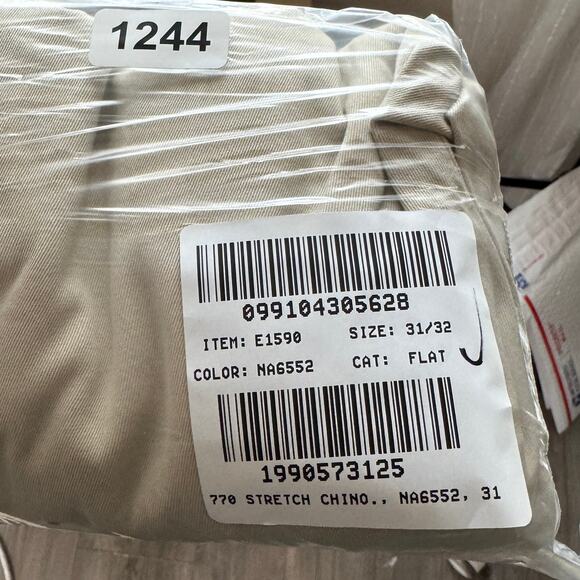 1244
099104305628
ITEM: E1590 SIZE: 31/32
COLOR: NA6552 CAT: FLAT
1990573125
770 STRETCH CHINO., NA6552, 31